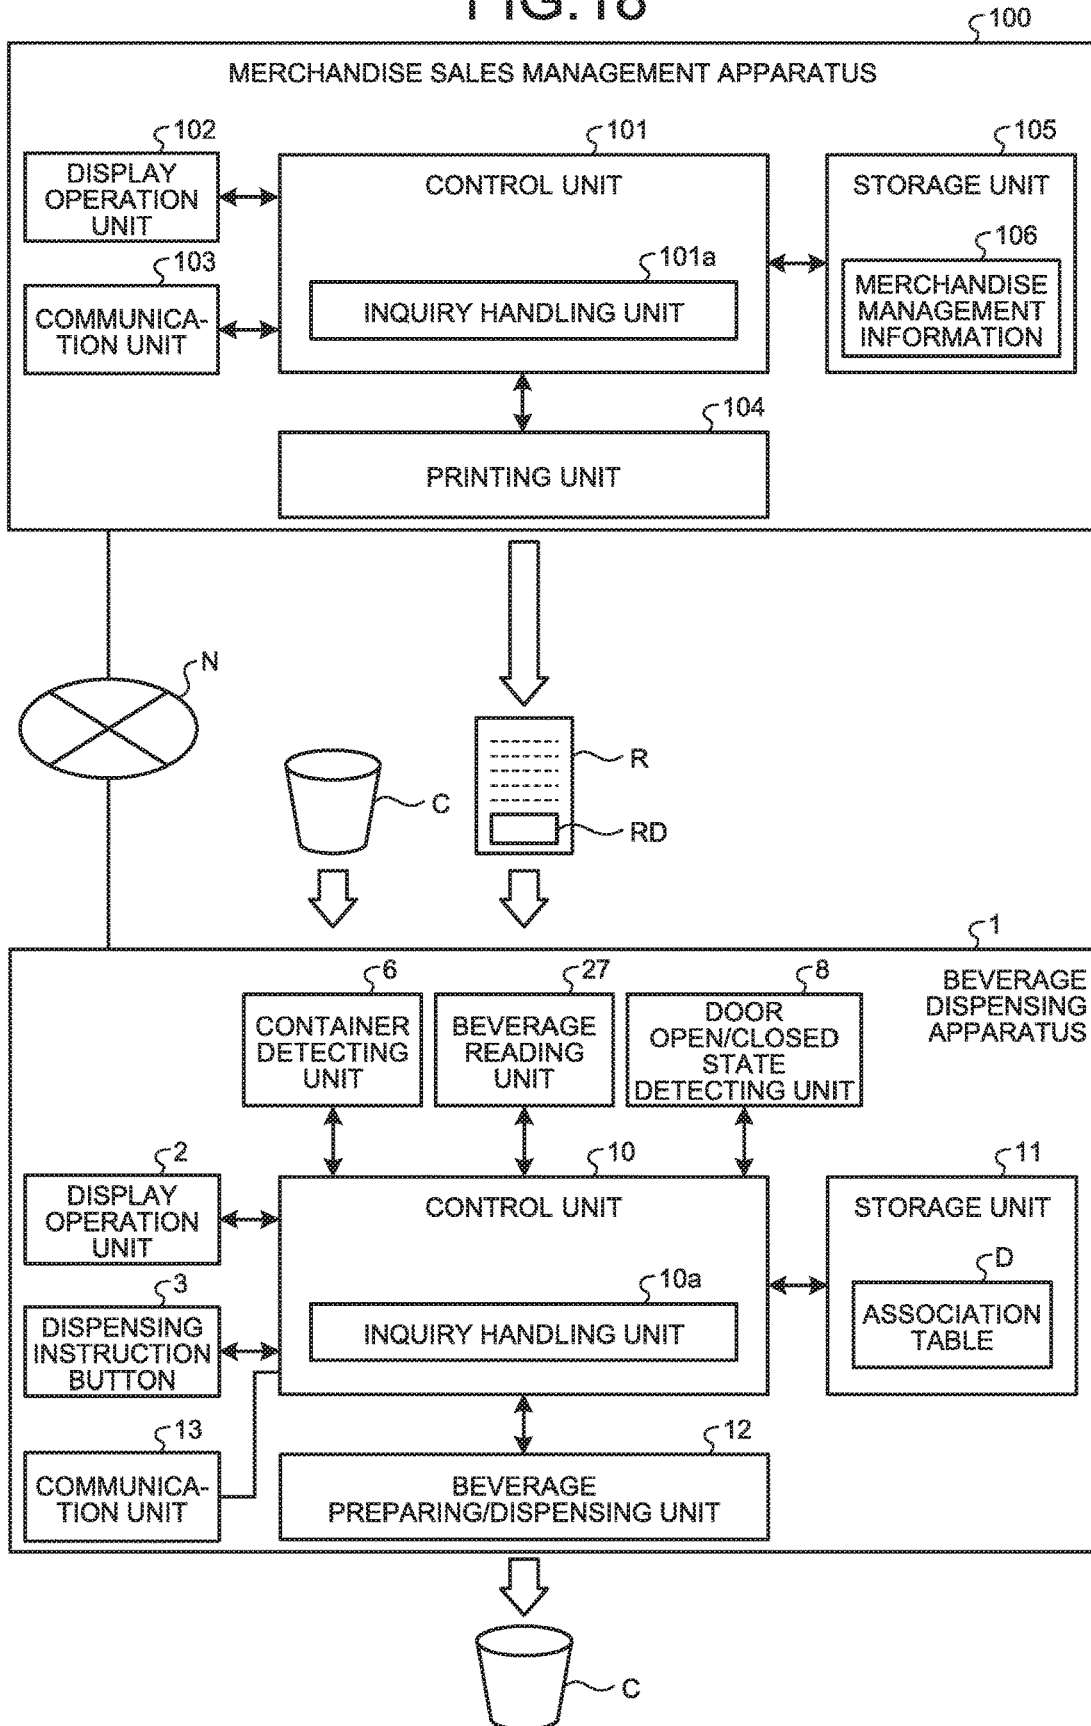 FIG.18
100
MERCHANDISE SALES MANAGEMENT APPARATUS
102
DISPLAY
OPERATION
UNIT
101
CONTROL UNIT
105
STORAGE UNIT
103
COMMUNICA-
TION UNIT
101a
INQUIRY HANDLING UNIT
106
MERCHANDISE
MANAGEMENT
INFORMATION
104
PRINTING UNIT
N
C
R
RD
1
BEVERAGE
DISPENSING
APPARATUS
6
CONTAINER
DETECTING
UNIT
27
BEVERAGE
READING
UNIT
8
DOOR
OPEN/CLOSED
STATE
DETECTING UNIT
2
DISPLAY
OPERATION
UNIT
10
CONTROL UNIT
11
STORAGE UNIT
3
DISPENSING
INSTRUCTION
BUTTON
10a
INQUIRY HANDLING UNIT
D
ASSOCIATION
TABLE
13
COMMUNICA-
TION UNIT
12
BEVERAGE
PREPARING/DISPENSING UNIT
C